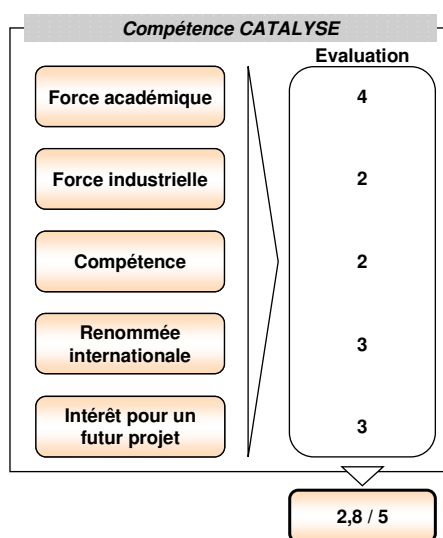 Compétence CATALYSE
Evaluation
Force académique
4
Force industrielle
2
Compétence
2
Renommée
internationale
3
Intérêt pour un
futur projet
3
2,8 / 5